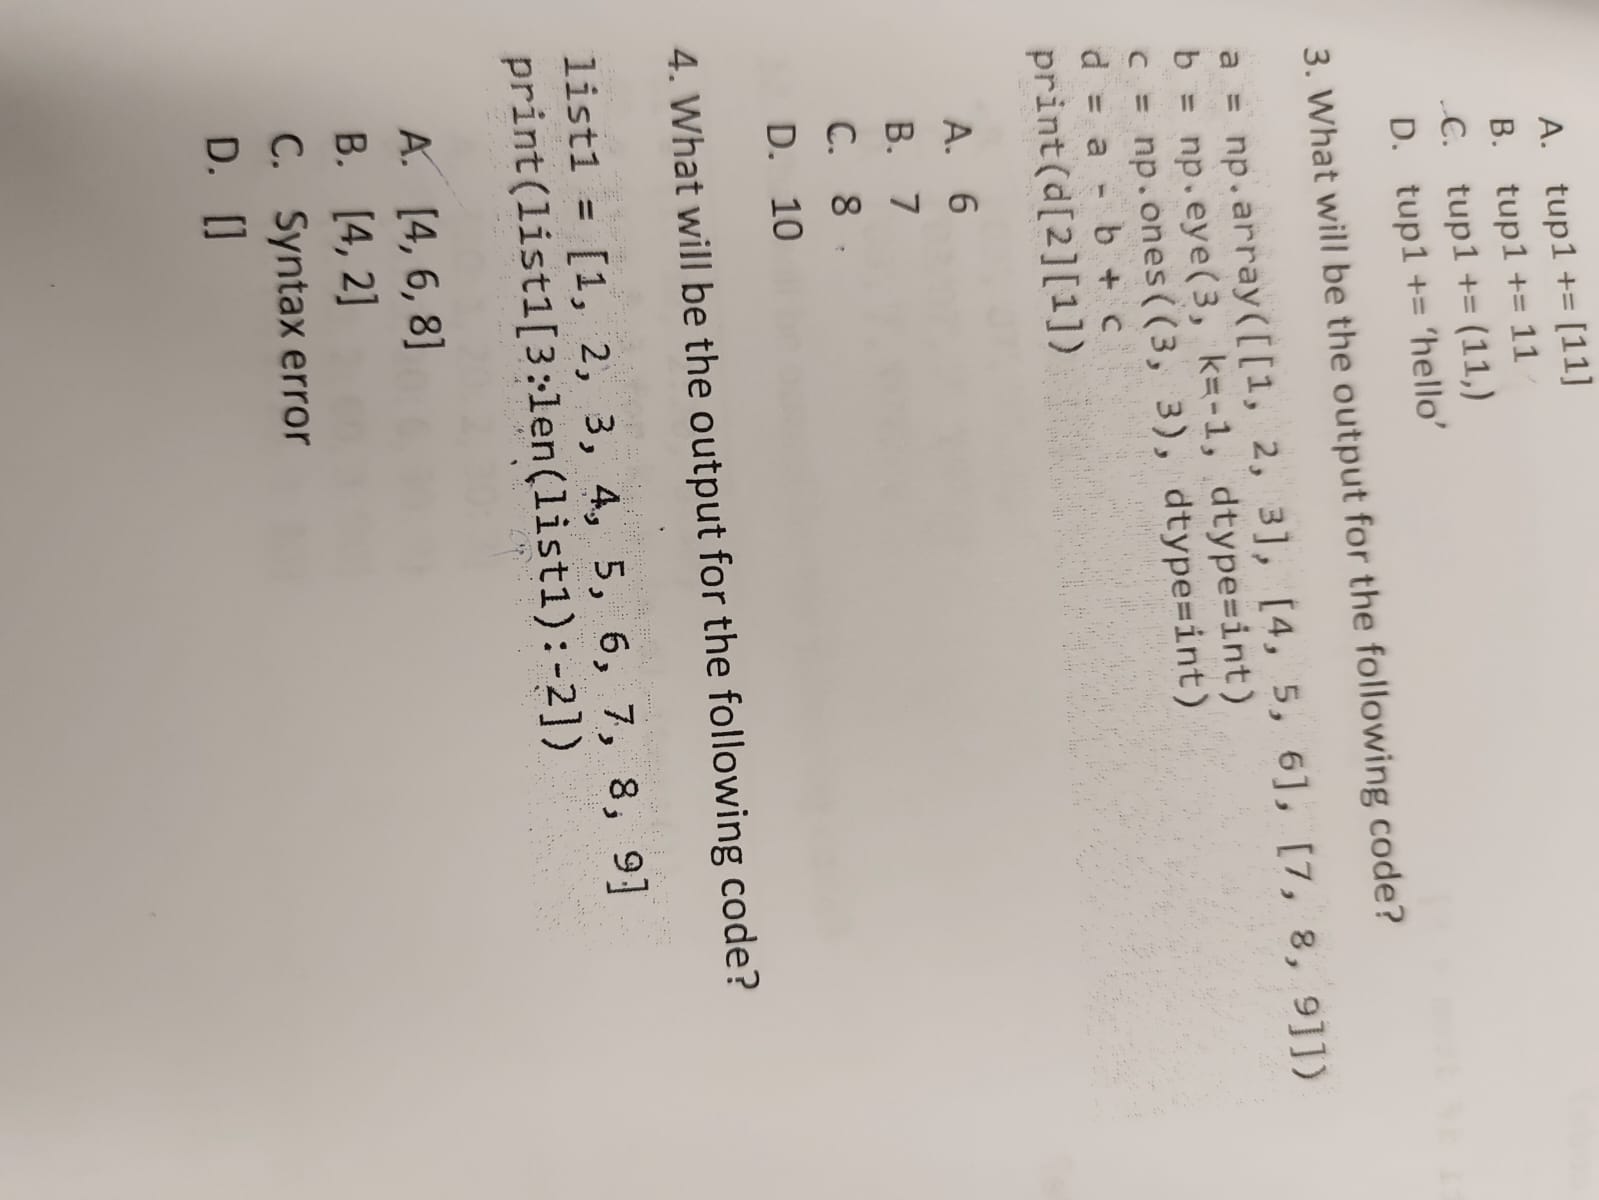 A. tup1 += [11]
B. tup1 += 11
C. tup1 += (11,)
D. tup1 += ‘hello’
3. What will be the output for the following code?
a = np.array([[1, 2, 3], [4, 5, 6], [7, 8, 9]])
b = np.eye(3, k=-1, dtype=int)
c = np.ones((3, 3), dtype=int)
d = a - b + c
print(d[2][1])
A. 6
B. 7
C. 8
D. 10
4. What will be the output for the following code?
list1 = [1, 2, 3, 4, 5, 6, 7, 8, 9]
print(list1[3:len(list1):-2])
A. [4, 6, 8]
B. [4, 2]
C. Syntax error
D. []